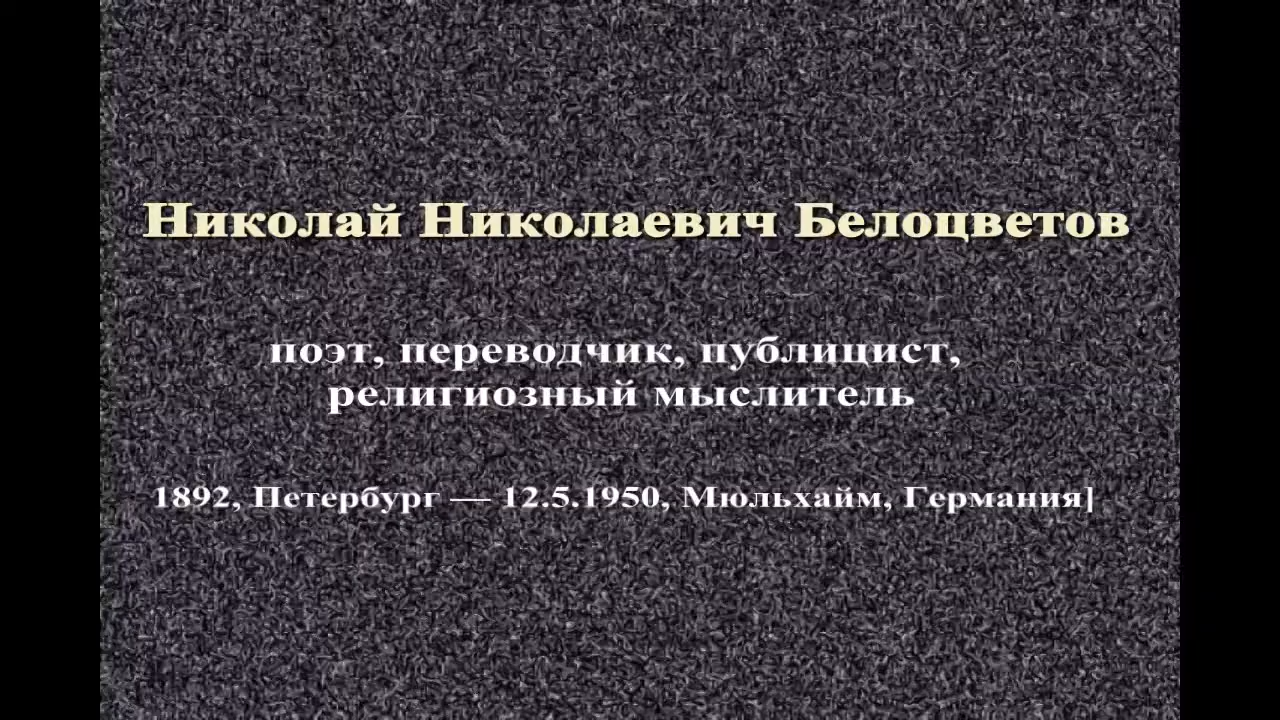 Николай Николаевич Белоцветов
поэт, переводчик, публицист,
религиозный мыслитель
1892, Петербург — 12.5.1950, Мюльхайм, Германия]